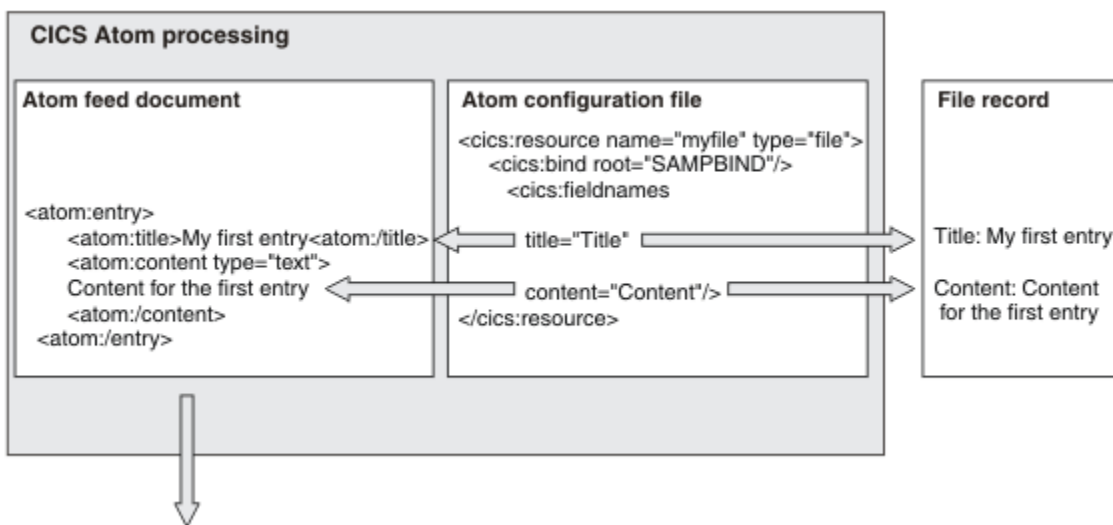 CICS Atom processing
Atom feed document
<atom:entry>
<atom:title>My first entry<atom:/title>
<atom:content type="text">
Content for the first entry
<atom:/content>
<atom:/entry>
Atom configuration file
<cics:resource name="myfile" type="file">
<cics:bind root="SAMPBIND"/>
<cics:fieldnames
title="Title"
content="Content"/>
</cics:resource>
File record
Title: My first entry
Content: Content
for the first entry